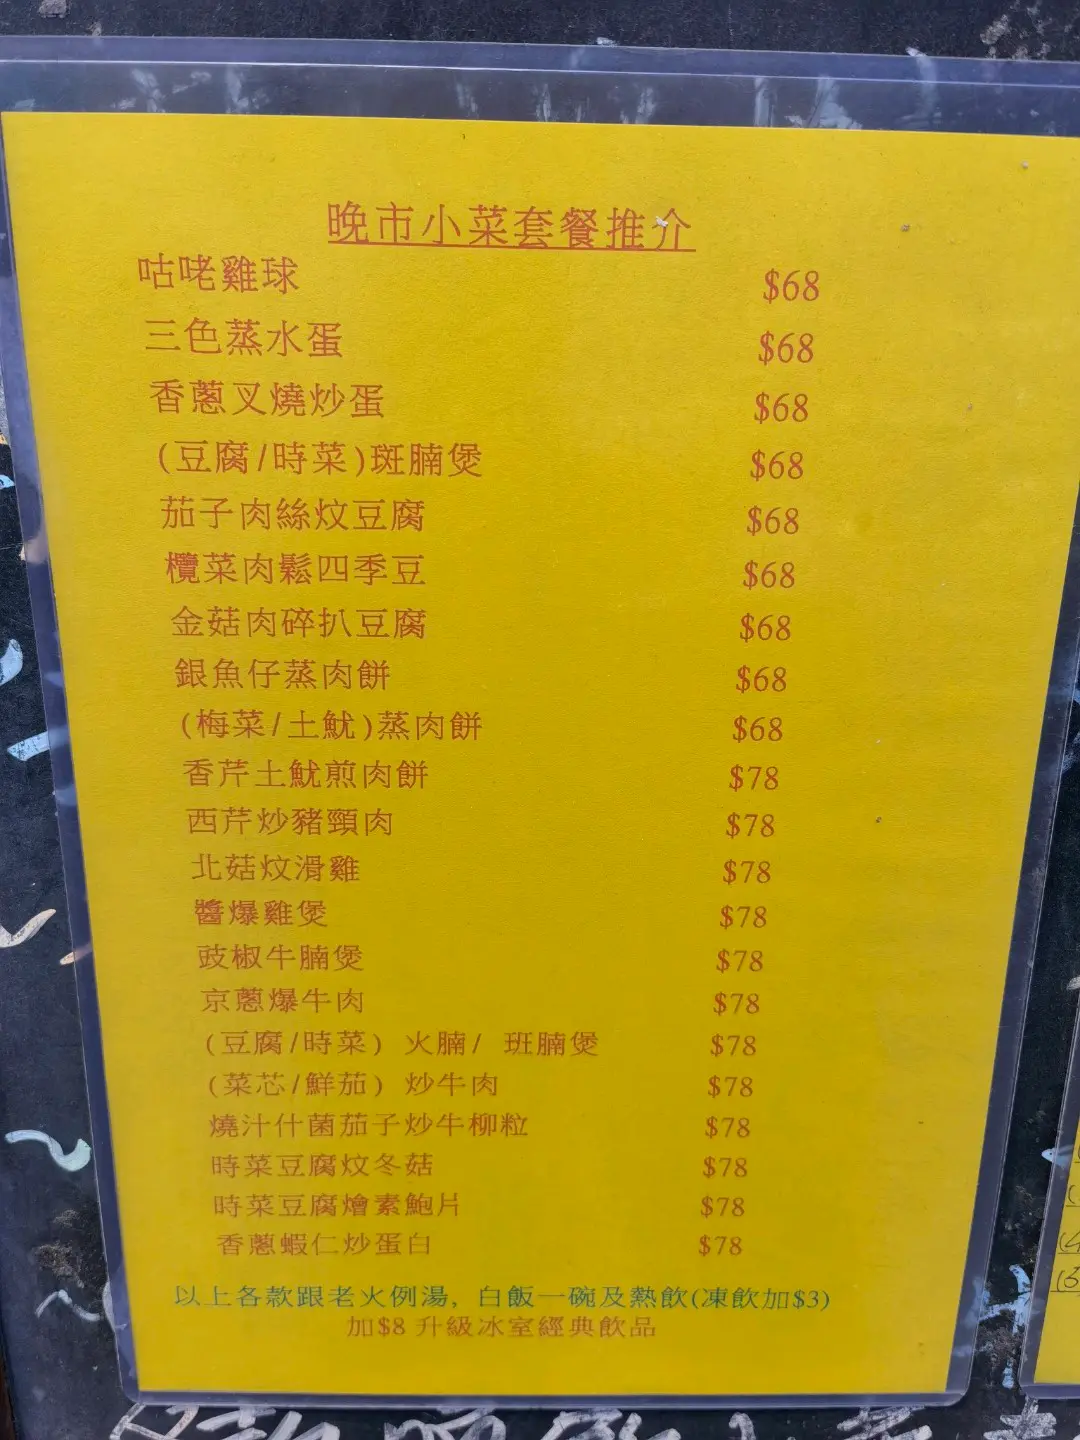 晚市小菜套餐推介
咕咾雞球 $68
三色蒸水蛋 $68
香蔥叉燒炒蛋 $68
(豆腐/時菜)斑腩煲 $68
茄子肉絲炆豆腐 $68
欖菜肉鬆四季豆 $68
金菇肉碎扒豆腐 $68
銀魚仔蒸肉餅 $68
(梅菜/土魷)蒸肉餅 $68
香芹土魷煎肉餅 $78
西芹炒豬頸肉 $78
北菇炆滑雞 $78
醬爆雞煲 $78
豉椒牛腩煲 $78
京蔥爆牛肉 $78
(豆腐/時菜) 火腩/ 班腩煲 $78
(菜芯/鮮茄) 炒牛肉 $78
燒汁什菌茄子炒牛柳粒 $78
時菜豆腐炆冬菇 $78
時菜豆腐燴素鮑片 $78
香蔥蝦仁炒蛋白 $78
以上各款跟老火例湯, 白飯一碗及熱飲(凍飲加$3)
加$8 升級冰室經典飲品